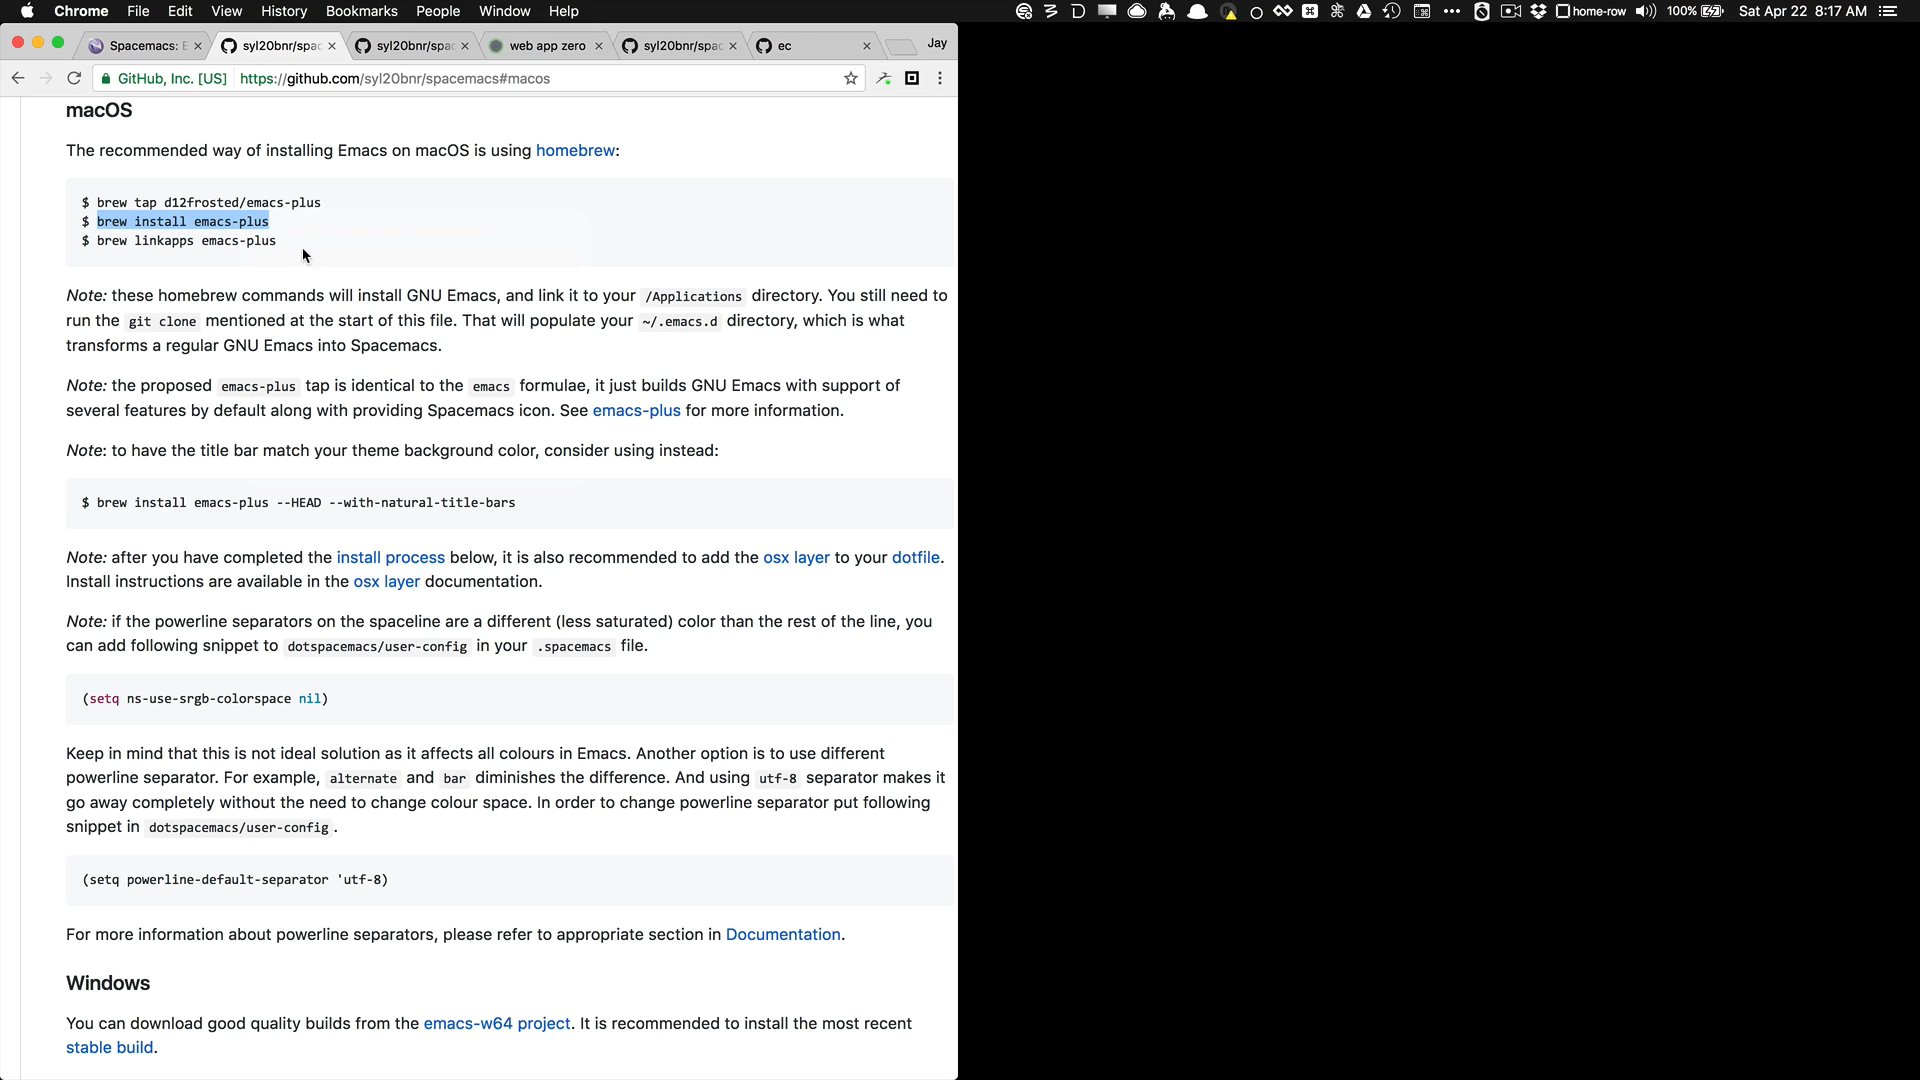 Chrome File Edit View History Bookmarks People Window Help home-row 100% Sat Apr 22 8:17 AM
Spacemacs: E syl20bnr/spac syl20bnr/spac web app zero syl20bnr/spac ec Jay
GitHub, Inc. [US] https://github.com/syl20bnr/spacemacs#macos
macOS
The recommended way of installing Emacs on macOS is using homebrew:
$ brew tap d12frosted/emacs-plus
$ brew install emacs-plus
$ brew linkapps emacs-plus
Note: these homebrew commands will install GNU Emacs, and link it to your /Applications directory. You still need to
run the git clone mentioned at the start of this file. That will populate your ~/.emacs.d directory, which is what
transforms a regular GNU Emacs into Spacemacs.
Note: the proposed emacs-plus tap is identical to the emacs formulae, it just builds GNU Emacs with support of
several features by default along with providing Spacemacs icon. See emacs-plus for more information.
Note: to have the title bar match your theme background color, consider using instead:
$ brew install emacs-plus --HEAD --with-natural-title-bars
Note: after you have completed the install process below, it is also recommended to add the osx layer to your dotfile.
Install instructions are available in the osx layer documentation.
Note: if the powerline separators on the spaceline are a different (less saturated) color than the rest of the line, you
can add following snippet to dotspacemacs/user-config in your .spacemacs file.
(setq ns-use-srgb-colorspace nil)
Keep in mind that this is not ideal solution as it affects all colours in Emacs. Another option is to use different
powerline separator. For example, alternate and bar diminishes the difference. And using utf-8 separator makes it
go away completely without the need to change colour space. In order to change powerline separator put following
snippet in dotspacemacs/user-config.
(setq powerline-default-separator 'utf-8)
For more information about powerline separators, please refer to appropriate section in Documentation.
Windows
You can download good quality builds from the emacs-w64 project. It is recommended to install the most recent
stable build.